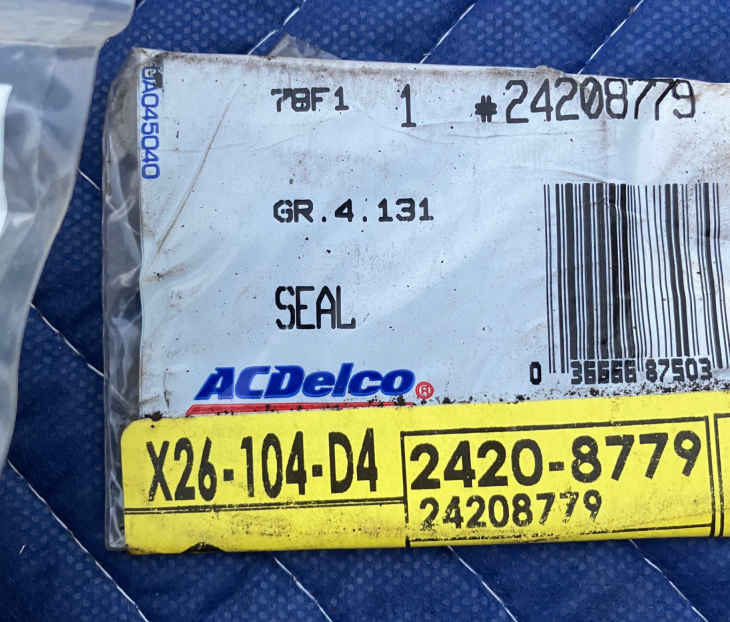 UA045040
78F1 1 #24208779
GR.4.131
SEAL
0 36666 87503
ACDelco®
X26-104-D4
2420-8779
24208779